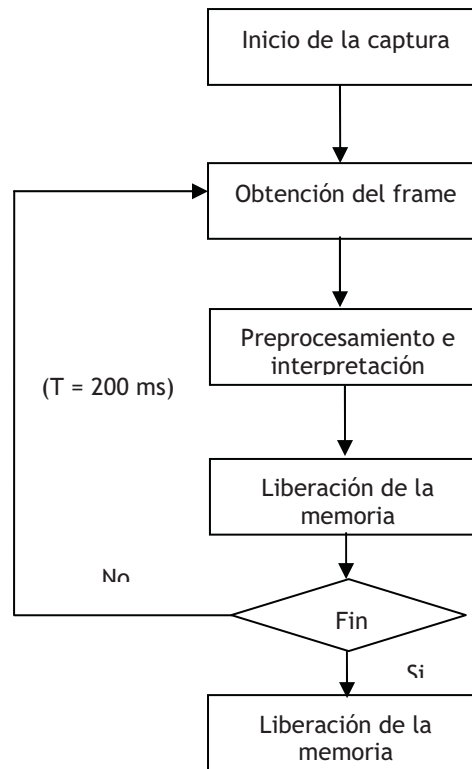 Inicio de la captura
Obtención del frame
Preprocesamiento e
interpretación
(T = 200 ms)
Liberación de la
memoria
No
Fin
Si
Liberación de la
memoria